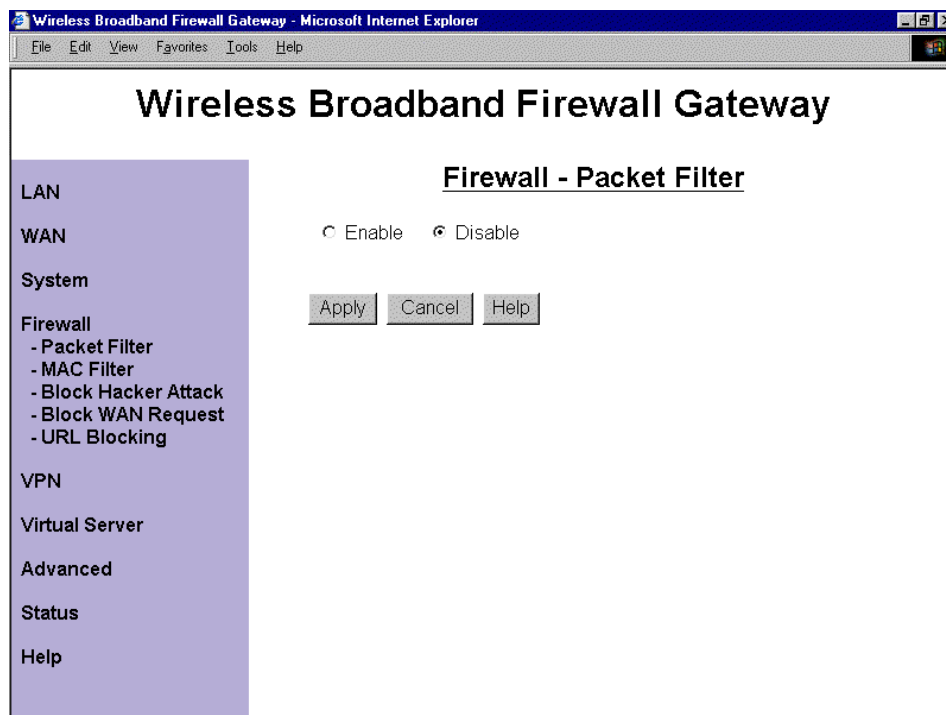 Wireless Broadband Firewall Gateway - Microsoft Internet Explorer
File Edit View Favorites Tools Help
Wireless Broadband Firewall Gateway
LAN
WAN
System
Firewall
- Packet Filter
- MAC Filter
- Block Hacker Attack
- Block WAN Request
- URL Blocking
VPN
Virtual Server
Advanced
Status
Help
Firewall - Packet Filter
Enable Disable
Apply Cancel Help